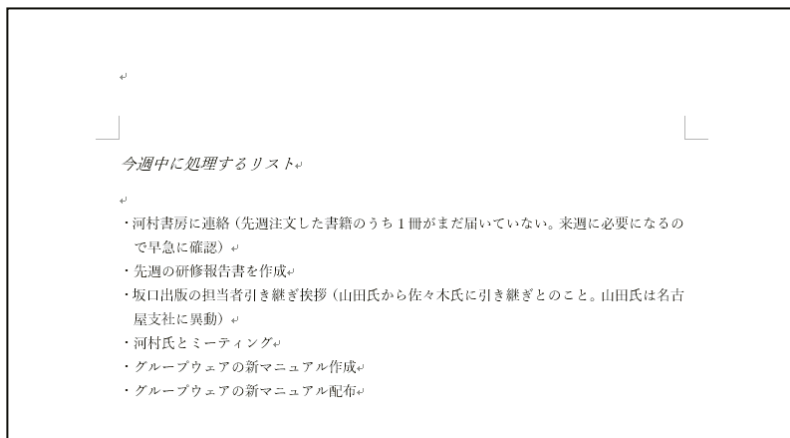 今週中に処理するリスト
・河村書房に連絡（先週注文した書籍のうち1冊がまだ届いていない。来週に必要になるの
で早急に確認）
・先週の研修報告書を作成
・坂口出版の担当者引き継ぎ挨拶（山田氏から佐々木氏に引き継ぎとのこと。山田氏は名古
屋支社に異動）
・河村氏とミーティング
・グループウェアの新マニュアル作成
・グループウェアの新マニュアル配布